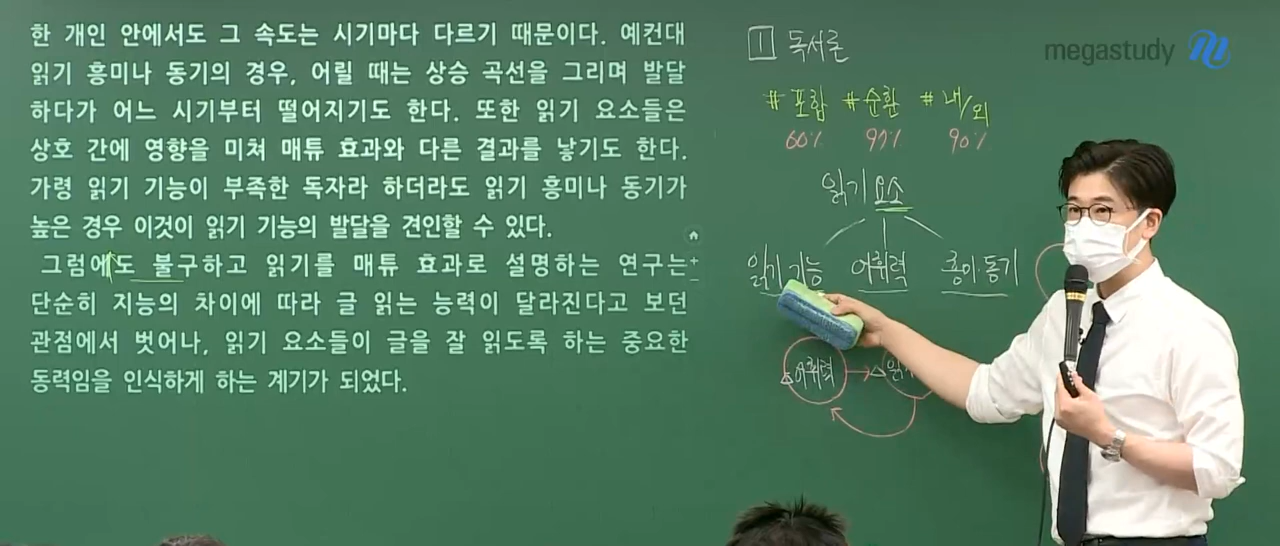 한 개인 안에서도 그 속도는 시기마다 다르기 때문이다. 예컨대
읽기 흥미나 동기의 경우, 어릴 때는 상승 곡선을 그리며 발달
하다가 어느 시기부터 떨어지기도 한다. 또한 읽기 요소들은
상호 간에 영향을 미쳐 매튜 효과와 다른 결과를 낳기도 한다.
가령 읽기 기능이 부족한 독자라 하더라도 읽기 흥미나 동기가
높은 경우 이것이 읽기 기능의 발달을 견인할 수 있다.
그럼에도 불구하고 읽기를 매튜 효과로 설명하는 연구는
단순히 지능의 차이에 따라 글 읽는 능력이 달라진다고 보던
관점에서 벗어나, 읽기 요소들이 글을 잘 읽도록 하는 중요한
동력임을 인식하게 하는 계기가 되었다.
1 독서론
megastudy
#포함 #순환 #내/외
60% 90%
읽기 요소
읽기 기능 어휘력 흥미·동기
어휘력 → 읽기